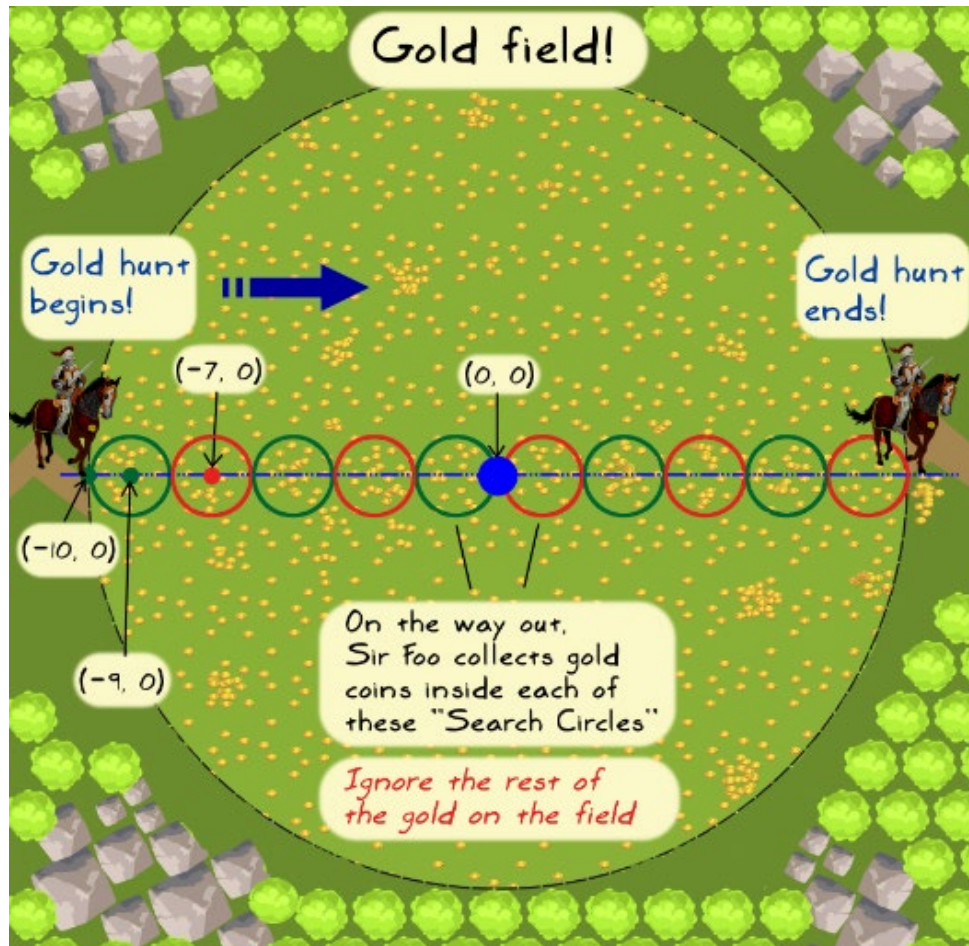 Gold field!
Gold hunt
begins!
Gold hunt
ends!
(-7, 0)
(0, 0)
(-10, 0)
(-9, 0)
On the way out,
Sir Foo collects gold
coins inside each of
these "Search Circles"
Ignore the rest of
the gold on the field